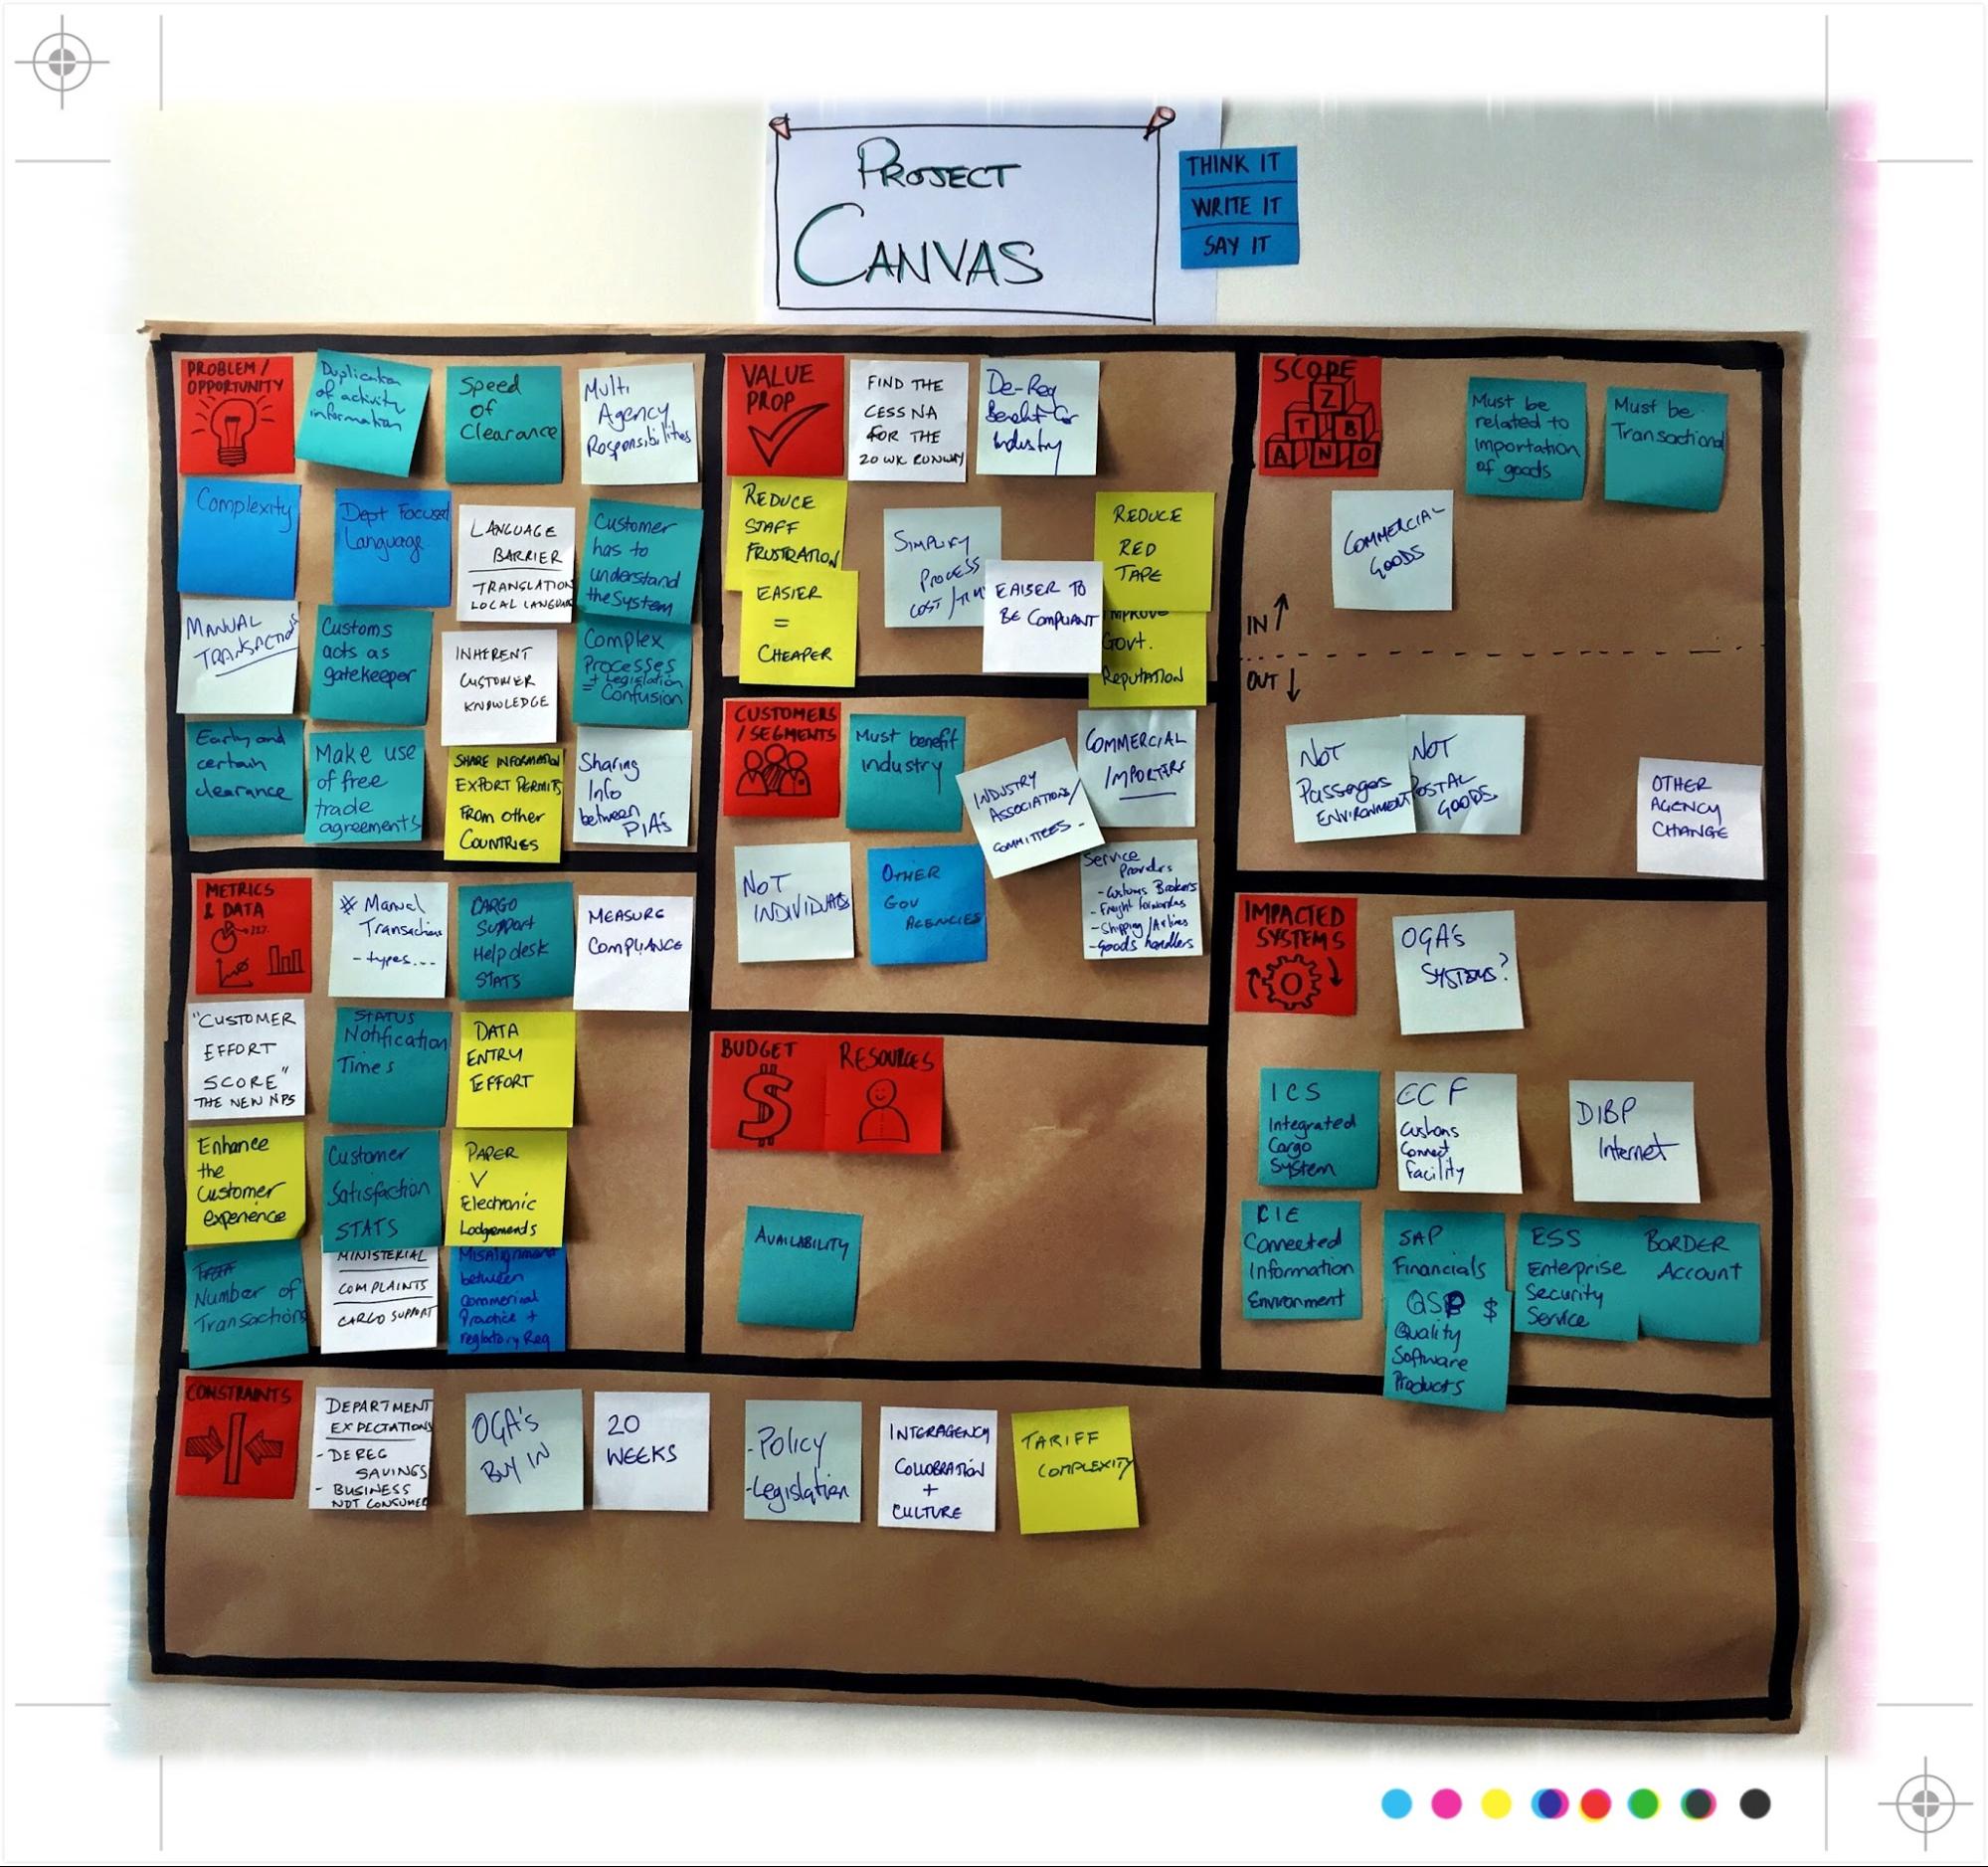 PROJECT
CANVAS
THINK IT
WRITE IT
SAY IT
PROBLEM /
OPPORTUNITY
Duplication
of activity
information
Speed
of
Clearance
Multi
Agency
Responsibilities
Complexity
Dept Focused
Language
LANGUAGE
BARRIER
TRANSLATION
LOCAL LANGUAGE
Customer
has to
understand
the System
MANUAL
TRANSACTIONS
Customs
acts as
gatekeeper
INHERENT
CUSTOMER
KNOWLEDGE
Complex
Processes
+ Legislation
= Confusion
Early and
certain
clearance
Make use
of free
trade
agreements
SHARE INFORMATION
EXPORT PERMITS
FROM other
COUNTRIES
Sharing
Info
between
PIA's
VALUE
PROP
FIND THE
CESSNA
FOR THE
20 WK RUNWAY
De-Reg
Benefit for
Industry
REDUCE
STAFF
FRUSTRATION
EASIER
=
CHEAPER
SIMPLIFY
PROCESS
COST /
EAISER TO
BE COMPLIANT
REDUCE
RED
TAPE
IMPROVE
Govt.
Reputation
SCOPE
Z
T B
A N O
Must be
related to
importation
of goods
Must be
Transactional
COMMERCIAL
GOODS
IN ↑
OUT ↓
NOT
Passengers
ENVIRONMENT
NOT
POSTAL
GOODS
OTHER
AGENCY
CHANGE
CUSTOMERS
/ SEGMENTS
Must benefit
industry
INDUSTRY
ASSOCIATIONS/
COMMITTEES -
COMMERCIAL
IMPORTERS
NOT
INDIVIDUALS
OTHER
GOV
AGENCIES
Service
Providers
- Customs Brokers
- Freight forwarders
- Shipping /Airlines
- Goods handlers
METRICS
& DATA
# Manual
Transactions
- types...
CARGO
Support
Help desk
STATS
MEASURE
COMPLIANCE
"CUSTOMER
EFFORT
SCORE"
THE NEW NPS
STATUS
Notification
Times
DATA
ENTRY
EFFORT
Enhance
the
Customer
experience
Customer
Satisfaction
STATS
PAPER
V
Electronic
Lodgements
Number of
Transactions
MINISTERIAL
COMPLAINTS
CARGO SUPPORT
Misalignment
between
Commerical
Practice +
reglatory Req
BUDGET
$
RESOURCES
AVAILABILITY
IMPACTED
SYSTEMS
OGA's
SYSTEMS?
ICS
Integrated
Cargo
System
CCF
Customs
Connect
Facility
DIBP
Internet
CIE
Connected
Information
Environment
SAP
Financials
QSP $
Quality
Software
Products
ESS
Enterprise
Security
Service
BORDER
Account
CONSTRAINTS
DEPARTMENT
EXPECTATIONS
- DEREG
SAVINGS
- BUSINESS
NOT CONSUMER
OGA's
BUY IN
20
WEEKS
- Policy
- Legislation
INTERAGENCY
COLLOBRATION
+
CULTURE
TARIFF
COMPLEXITY